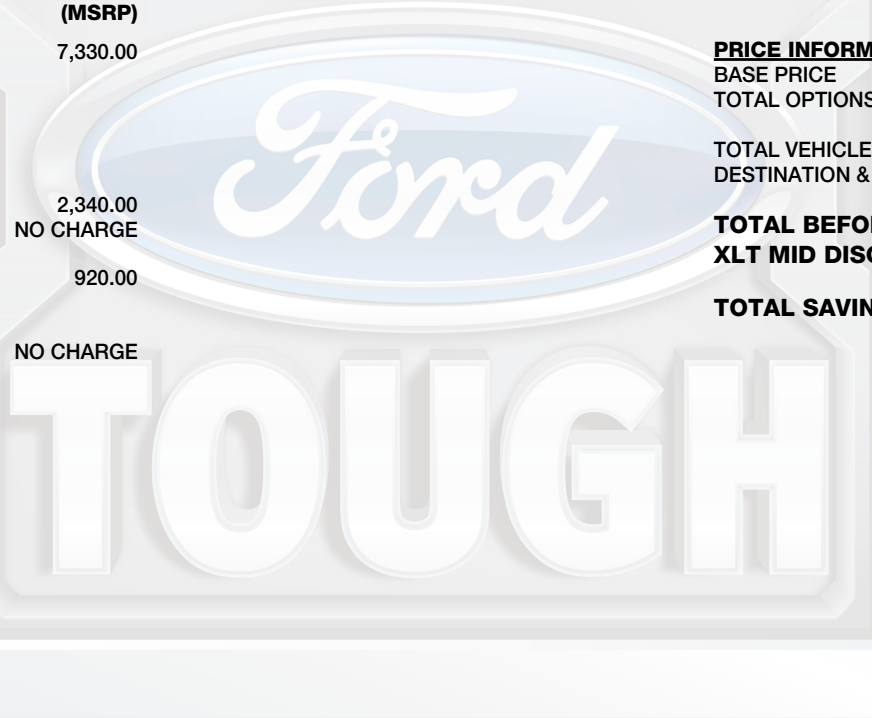 (MSRP)
7,330.00
2,340.00
NO CHARGE
920.00
NO CHARGE
PRICE INFORM
BASE PRICE
TOTAL OPTIONS
TOTAL VEHICLE
DESTINATION &
TOTAL BEFO
XLT MID DISC
TOTAL SAVIN
Ford
TOUGH